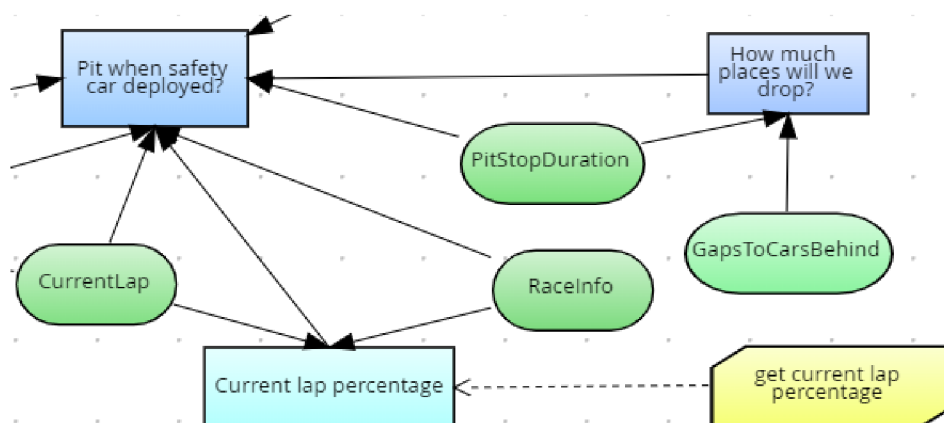 Pit when safety
car deployed?
How much
places will we
drop?
PitStopDuration
GapsToCarsBehind
CurrentLap
RaceInfo
Current lap percentage
get current lap
percentage